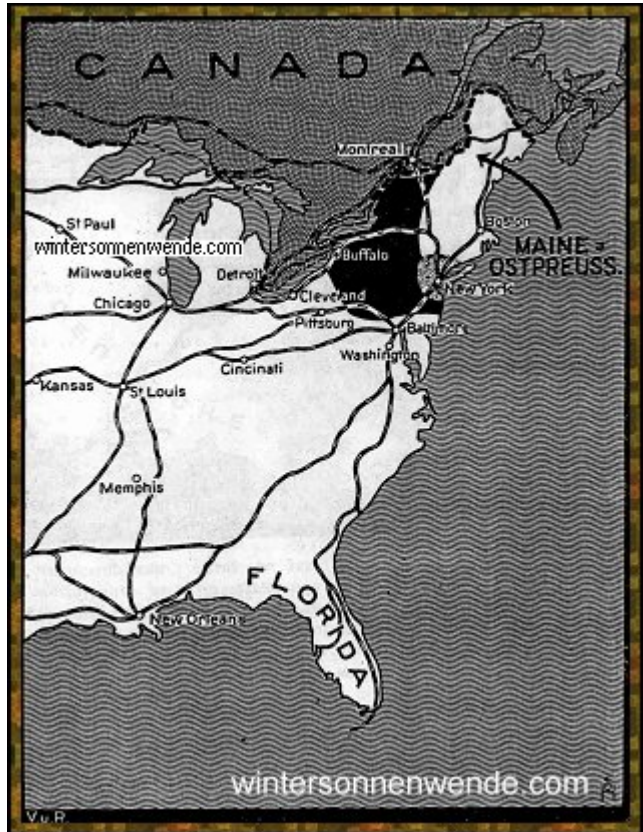 CANADA
Montreal
St Paul
Boston
wintersonnenwende.com
MAINE =
OSTPREUSS.
Buffalo
Milwaukee
Detroit
New York
Chicago
Cleveland
Pittsburg
Baltimore
Washington
Cincinati
Kansas
St Louis
Memphis
FLORIDA
New Orleans
wintersonnenwende.com
V u R